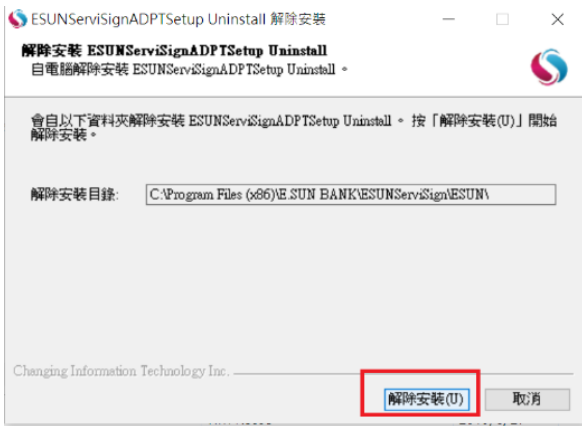 ESUNServiSignADPTSetup Uninstall 解除安裝
解除安裝 ESUNServiSignADPTSetup Uninstall
自電腦解除安裝 ESUNServiSignADPTSetup Uninstall。
會自以下資料夾解除安裝 ESUNServiSignADPTSetup Uninstall。按「解除安裝(U)」開始
解除安裝。
解除安裝目錄: C:\Program Files (x86)\E.SUN BANK\ESUNServiSign\ESUN\
Changing Information Technology Inc.
解除安裝(U) 取消